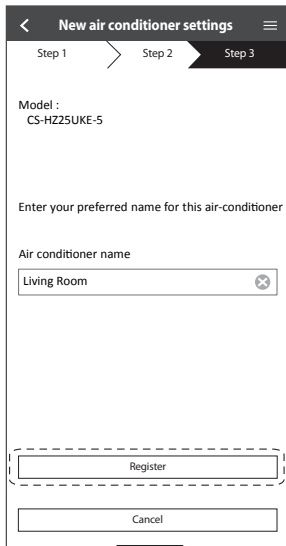 New air conditioner settings
Step 1 Step 2 Step 3
Model :
CS-HZ25UKE-5
Enter your preferred name for this air-conditioner
Air conditioner name
Living Room
Register
Cancel